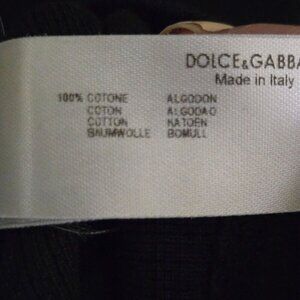 DOLCE&GABBA
Made in Italy
100% COTONE ALGODON
COTON ALGODAO
COTTON KATOEN
BAUMWOLLE BOMULL